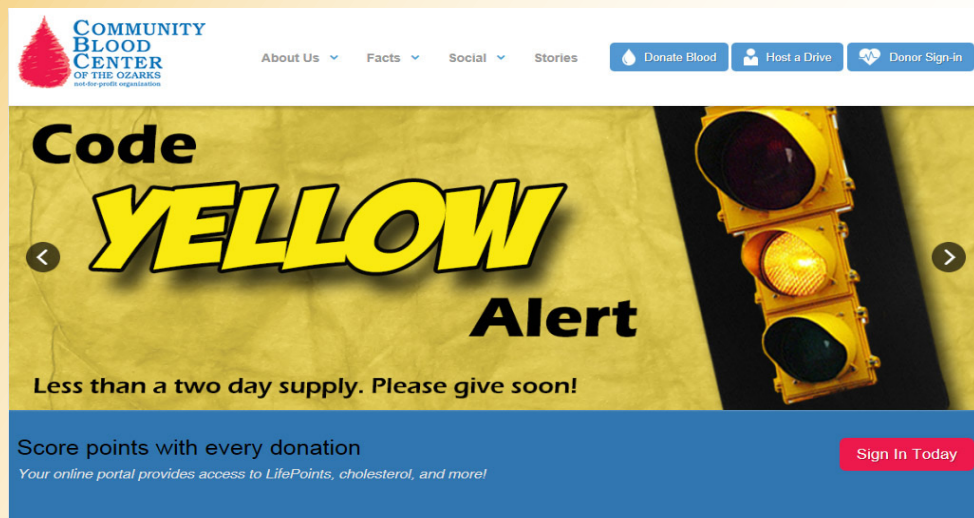 COMMUNITY
BLOOD
CENTER
OF THE OZARKS
not-for-profit organization
About Us
Facts
Social
Stories
Donate Blood
Host a Drive
Donor Sign-in
Code
YELLOW
Alert
Less than a two day supply. Please give soon!
Score points with every donation
Your online portal provides access to LifePoints, cholesterol, and more!
Sign In Today